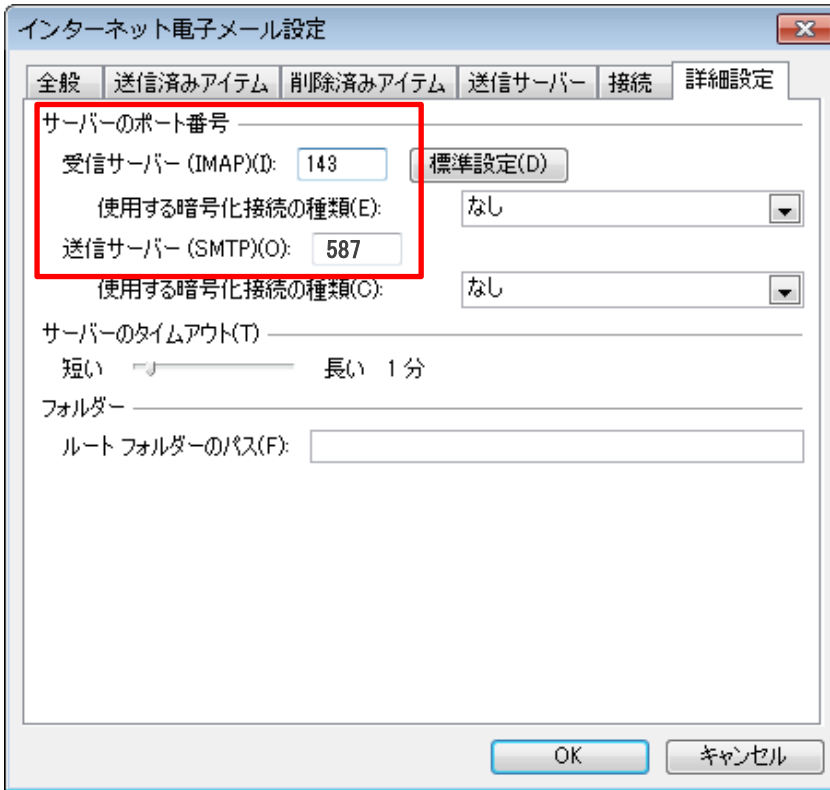 インターネット電子メール設定
全般 送信済みアイテム 削除済みアイテム 送信サーバー 接続 詳細設定
サーバーのポート番号
受信サーバー (IMAP)(I): 143 標準設定(D)
使用する暗号化接続の種類(E): なし
送信サーバー (SMTP)(O): 587
使用する暗号化接続の種類(C): なし
サーバーのタイムアウト(T)
短い 長い 1 分
フォルダー
ルート フォルダーのパス(F):
OK キャンセル